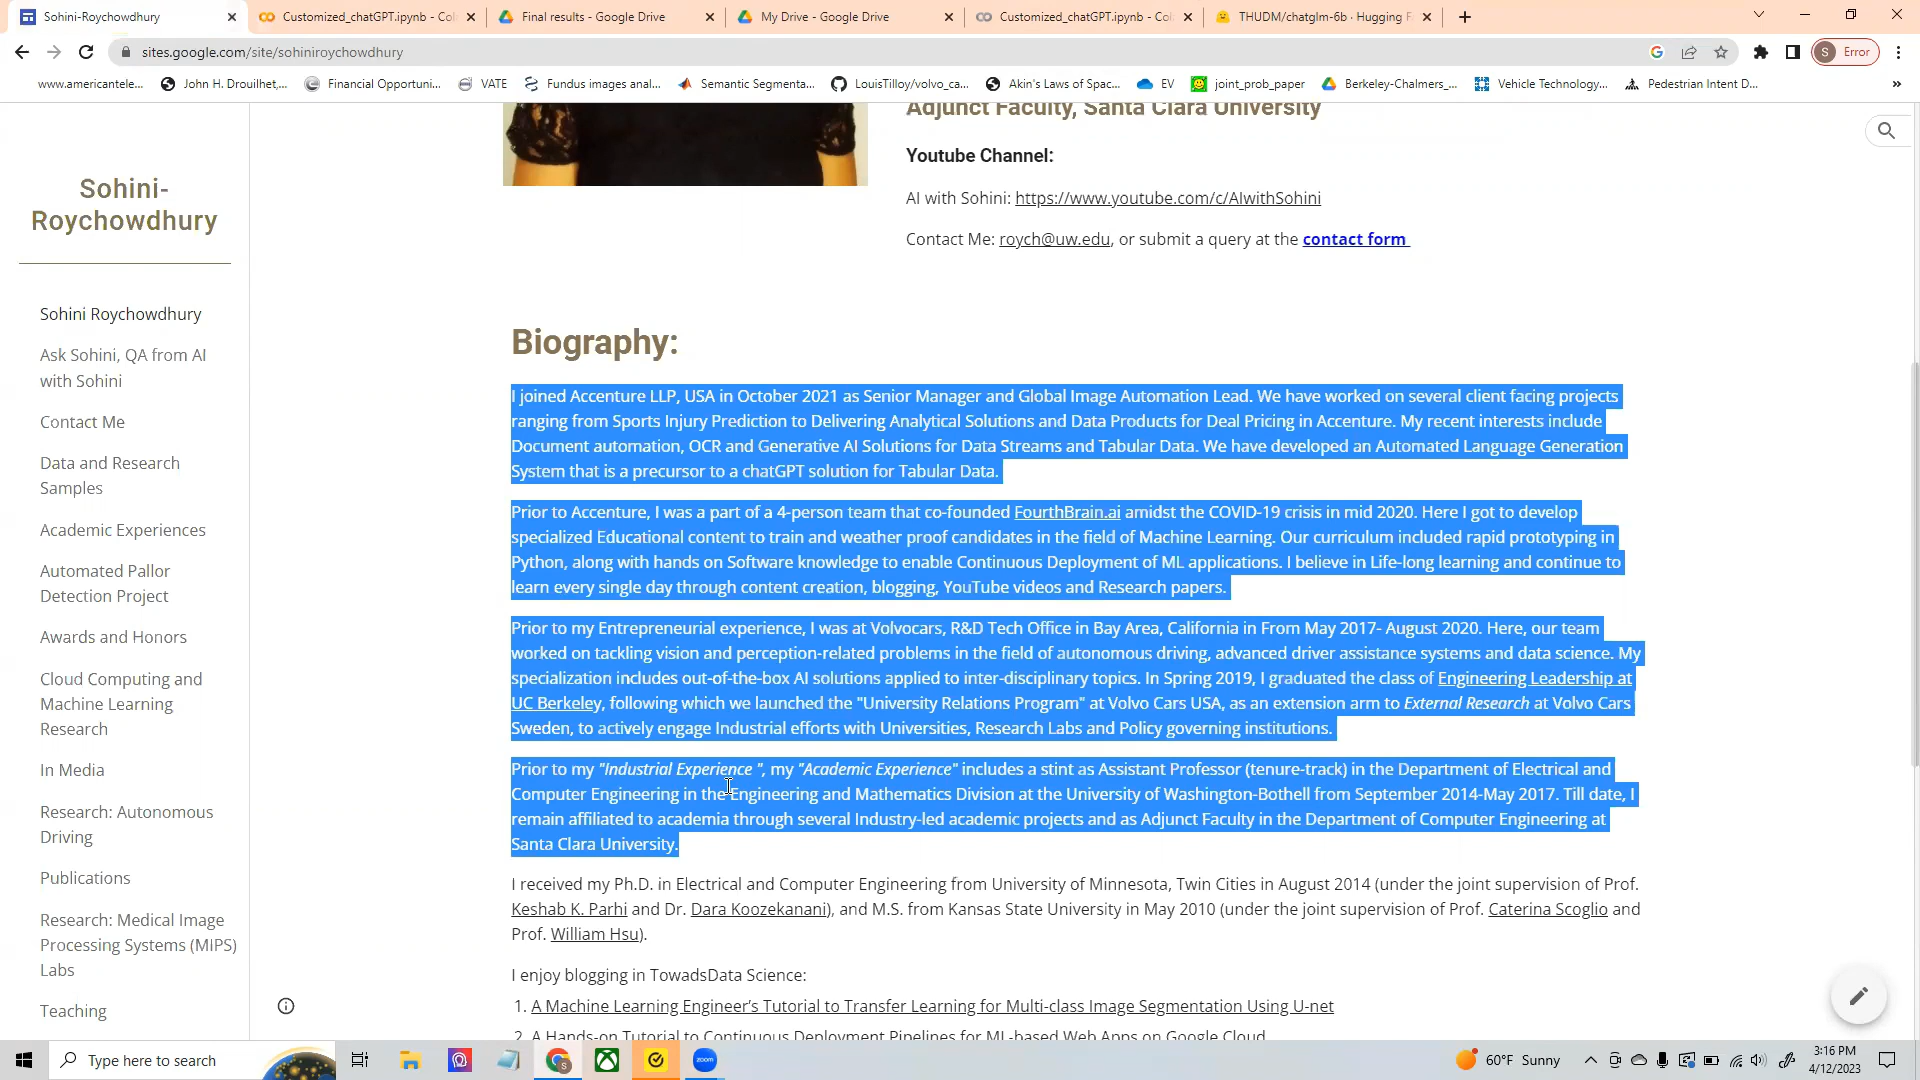 Sohini-Roychowdhury
Customized_chatGPT.ipynb - Col
Final results - Google Drive
My Drive - Google Drive
Customized_chatGPT.ipynb - Col
THUDM/chatglm-6b · Hugging F
sites.google.com/site/sohiniroychowdhury
S
Error
www.americantele...
John H. Drouilhet,...
Financial Opportuni...
VATE
Fundus images anal...
Semantic Segmenta...
LouisTilloy/volvo_ca...
Akin's Laws of Spac...
EV
joint_prob_paper
Berkeley-Chalmers_...
Vehicle Technology...
Pedestrian Intent D...
»
Sohini-
Roychowdhury
Sohini Roychowdhury
Ask Sohini, QA from AI
with Sohini
Contact Me
Data and Research
Samples
Academic Experiences
Automated Pallor
Detection Project
Awards and Honors
Cloud Computing and
Machine Learning
Research
In Media
Research: Autonomous
Driving
Publications
Research: Medical Image
Processing Systems (MIPS)
Labs
Teaching
Adjunct Faculty, Santa Clara University
Youtube Channel:
AI with Sohini: https://www.youtube.com/c/AIwithSohini
Contact Me: roych@uw.edu, or submit a query at the contact form
Biography:
I joined Accenture LLP, USA in October 2021 as Senior Manager and Global Image Automation Lead. We have worked on several client facing projects
ranging from Sports Injury Prediction to Delivering Analytical Solutions and Data Products for Deal Pricing in Accenture. My recent interests include
Document automation, OCR and Generative AI Solutions for Data Streams and Tabular Data. We have developed an Automated Language Generation
System that is a precursor to a chatGPT solution for Tabular Data.
Prior to Accenture, I was a part of a 4-person team that co-founded FourthBrain.ai amidst the COVID-19 crisis in mid 2020. Here I got to develop
specialized Educational content to train and weather proof candidates in the field of Machine Learning. Our curriculum included rapid prototyping in
Python, along with hands on Software knowledge to enable Continuous Deployment of ML applications. I believe in Life-long learning and continue to
learn every single day through content creation, blogging, YouTube videos and Research papers.
Prior to my Entrepreneurial experience, I was at Volvocars, R&D Tech Office in Bay Area, California in From May 2017- August 2020. Here, our team
worked on tackling vision and perception-related problems in the field of autonomous driving, advanced driver assistance systems and data science. My
specialization includes out-of-the-box AI solutions applied to inter-disciplinary topics. In Spring 2019, I graduated the class of Engineering Leadership at
UC Berkeley, following which we launched the "University Relations Program" at Volvo Cars USA, as an extension arm to External Research at Volvo Cars
Sweden, to actively engage Industrial efforts with Universities, Research Labs and Policy governing institutions.
Prior to my "Industrial Experience ", my "Academic Experience" includes a stint as Assistant Professor (tenure-track) in the Department of Electrical and
Computer Engineering in the Engineering and Mathematics Division at the University of Washington-Bothell from September 2014-May 2017. Till date, I
remain affiliated to academia through several Industry-led academic projects and as Adjunct Faculty in the Department of Computer Engineering at
Santa Clara University.
I received my Ph.D. in Electrical and Computer Engineering from University of Minnesota, Twin Cities in August 2014 (under the joint supervision of Prof.
Keshab K. Parhi and Dr. Dara Koozekanani), and M.S. from Kansas State University in May 2010 (under the joint supervision of Prof. Caterina Scoglio and
Prof. William Hsu).
I enjoy blogging in TowadsData Science:
1. A Machine Learning Engineer's Tutorial to Transfer Learning for Multi-class Image Segmentation Using U-net
2. A Hands-on Tutorial to Continuous Deployment Pipelines for ML-based Web Apps on Google Cloud
Type here to search
zoom
60°F Sunny
3:16 PM
4/12/2023